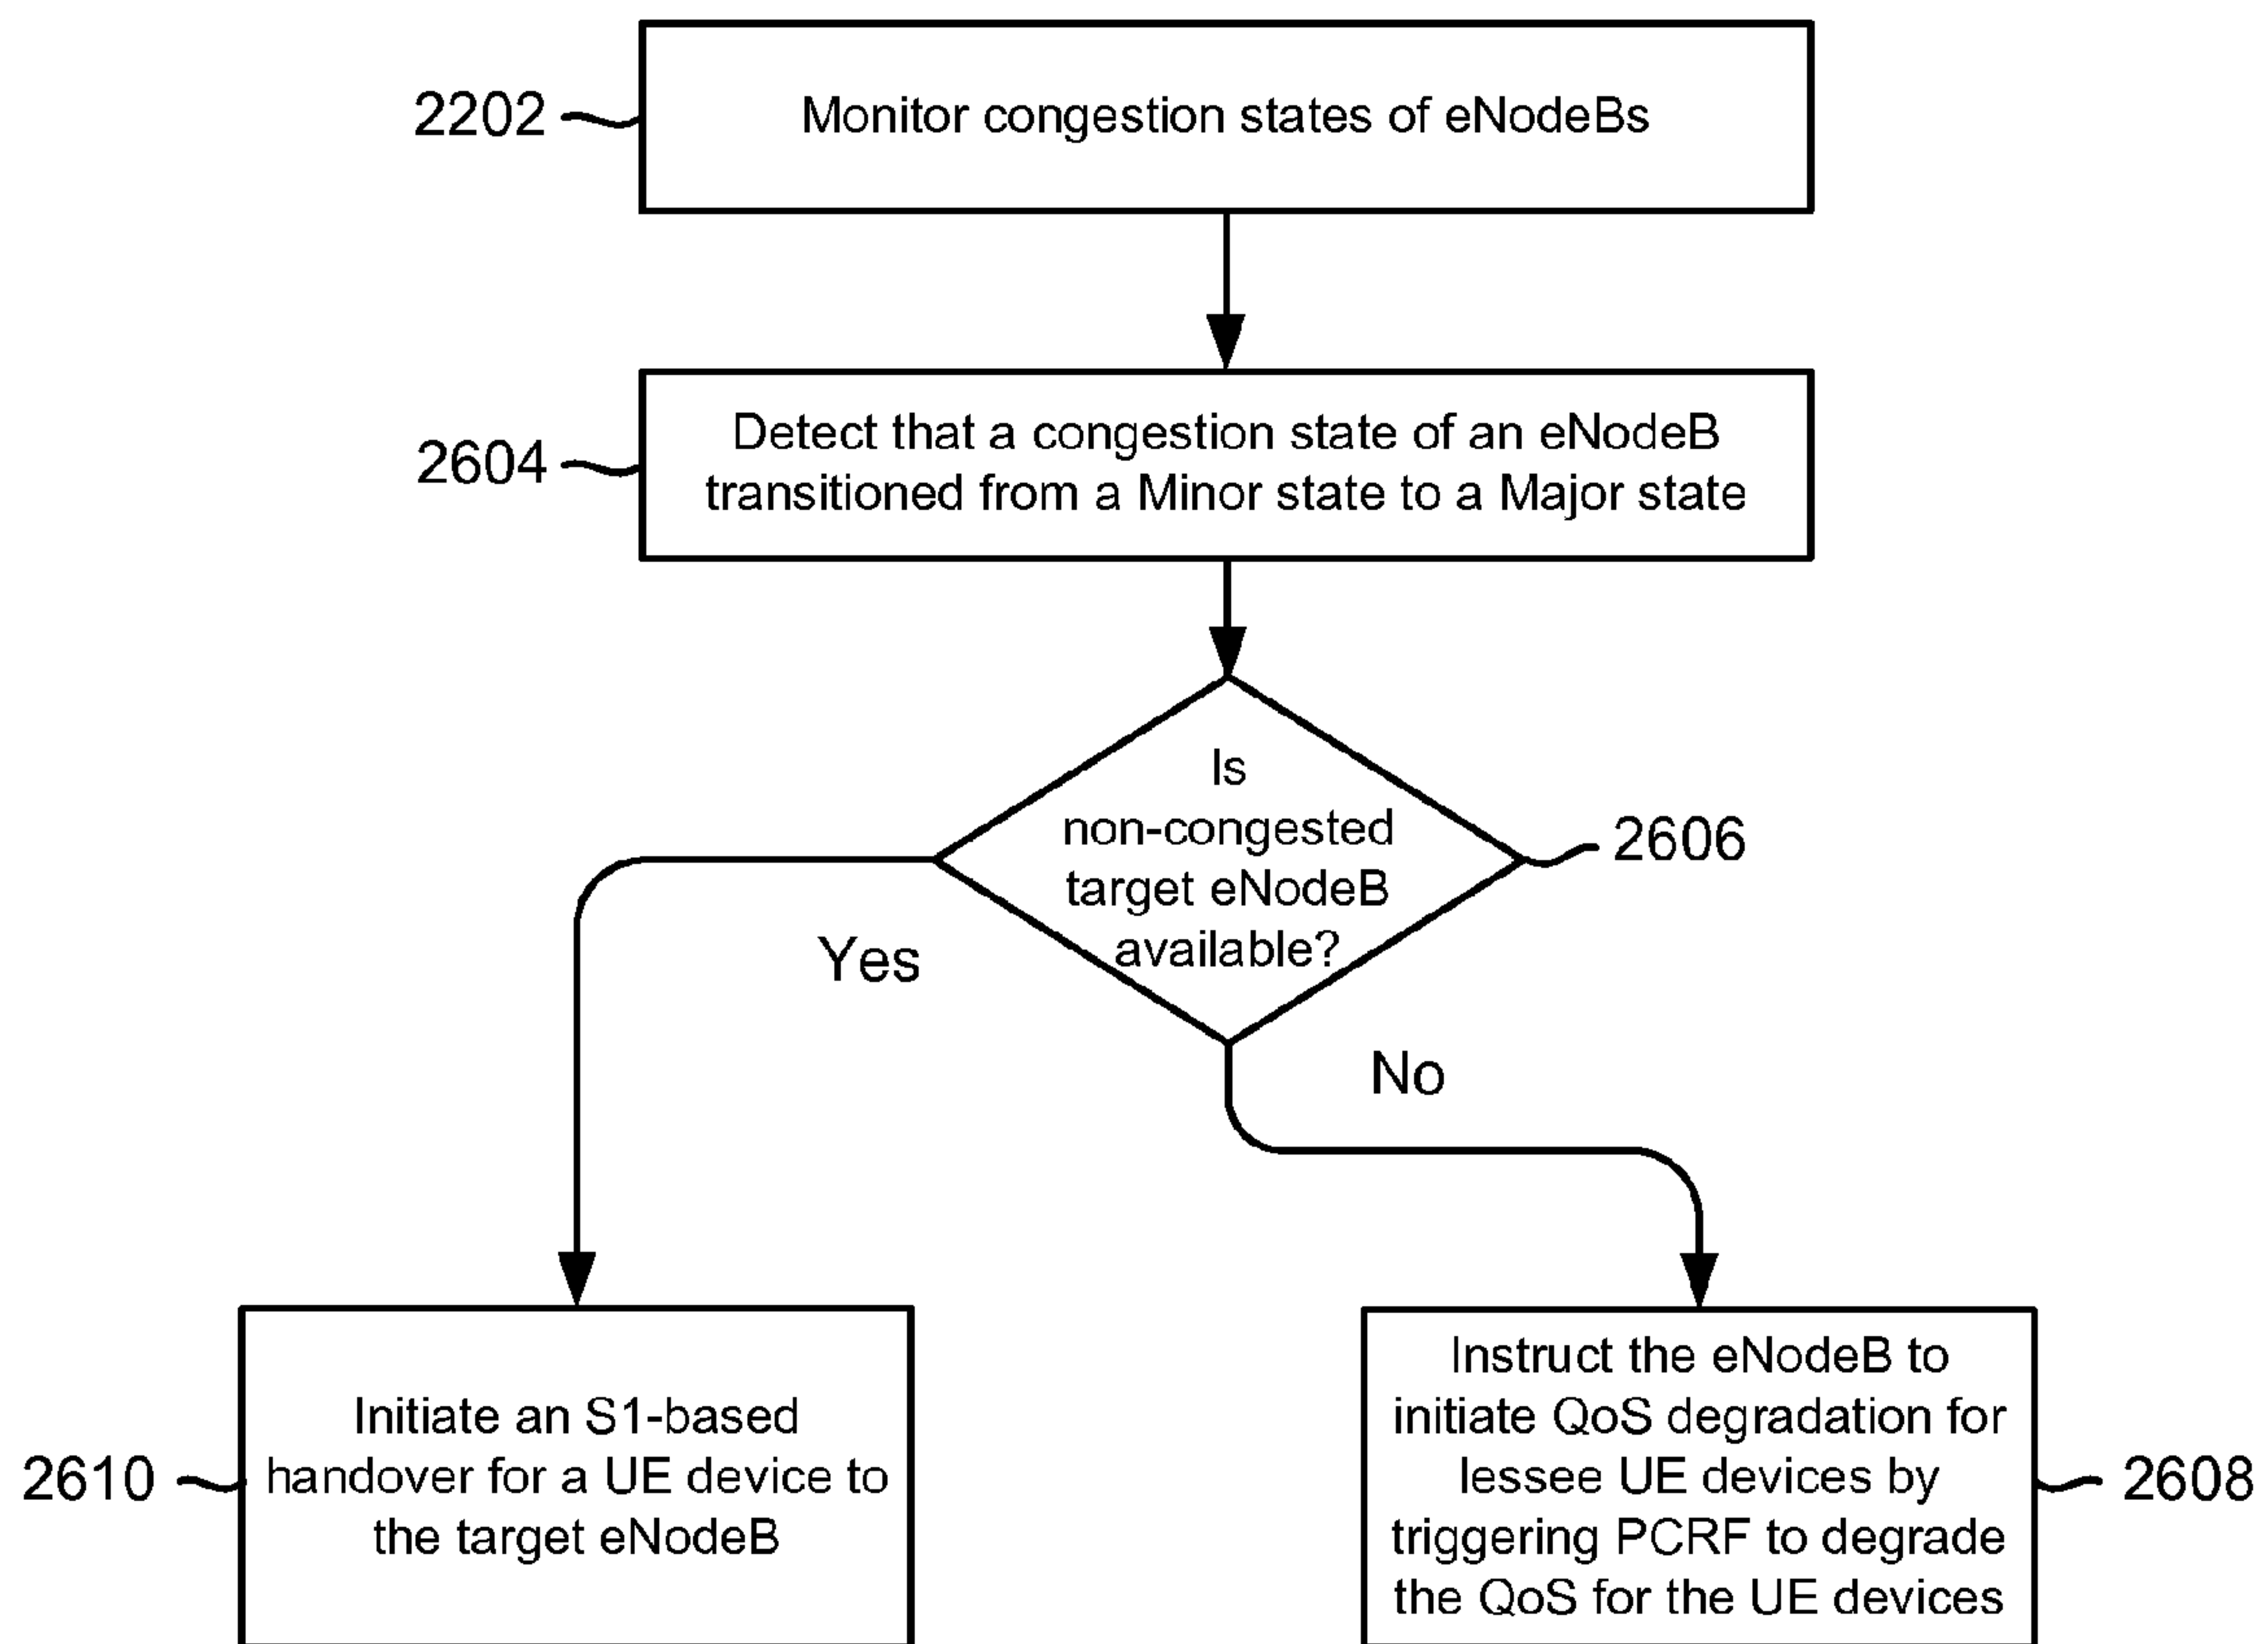 2202
Monitor congestion states of eNodeBs
2604
Detect that a congestion state of an eNodeB
transitioned from a Minor state to a Major state
Is
non-congested
target eNodeB
available?
2606
Yes
No
2610
Initiate an S1-based
handover for a UE device to
the target eNodeB
Instruct the eNodeB to
initiate QoS degradation for
lessee UE devices by
triggering PCRF to degrade
the QoS for the UE devices
2608